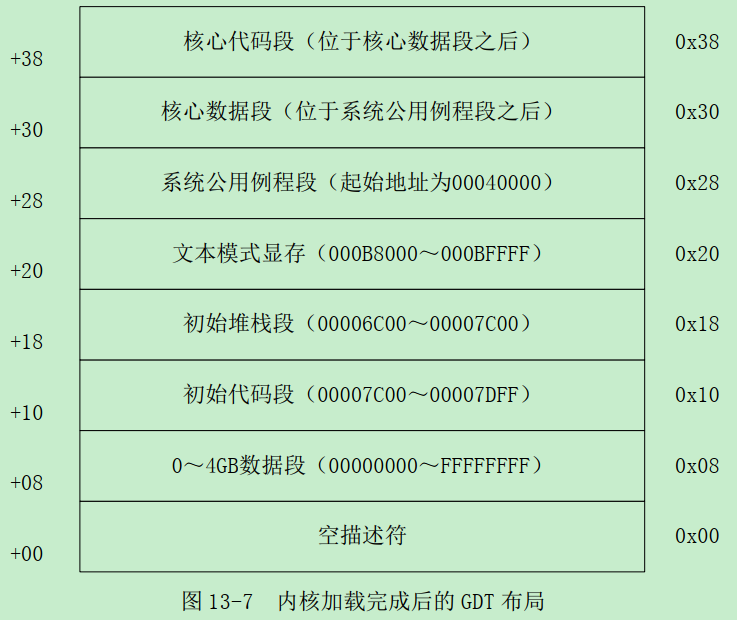 核心代码段（位于核心数据段之后） 0x38
+38
核心数据段（位于系统公用例程段之后） 0x30
+30
系统公用例程段（起始地址为00040000） 0x28
+28
文本模式显存（000B8000～000BFFFF） 0x20
+20
初始堆栈段（00006C00～00007C00） 0x18
+18
初始代码段（00007C00～00007DFF） 0x10
+10
0～4GB数据段（00000000～FFFFFFFF） 0x08
+08
空描述符 0x00
+00
图 13-7 内核加载完成后的 GDT 布局